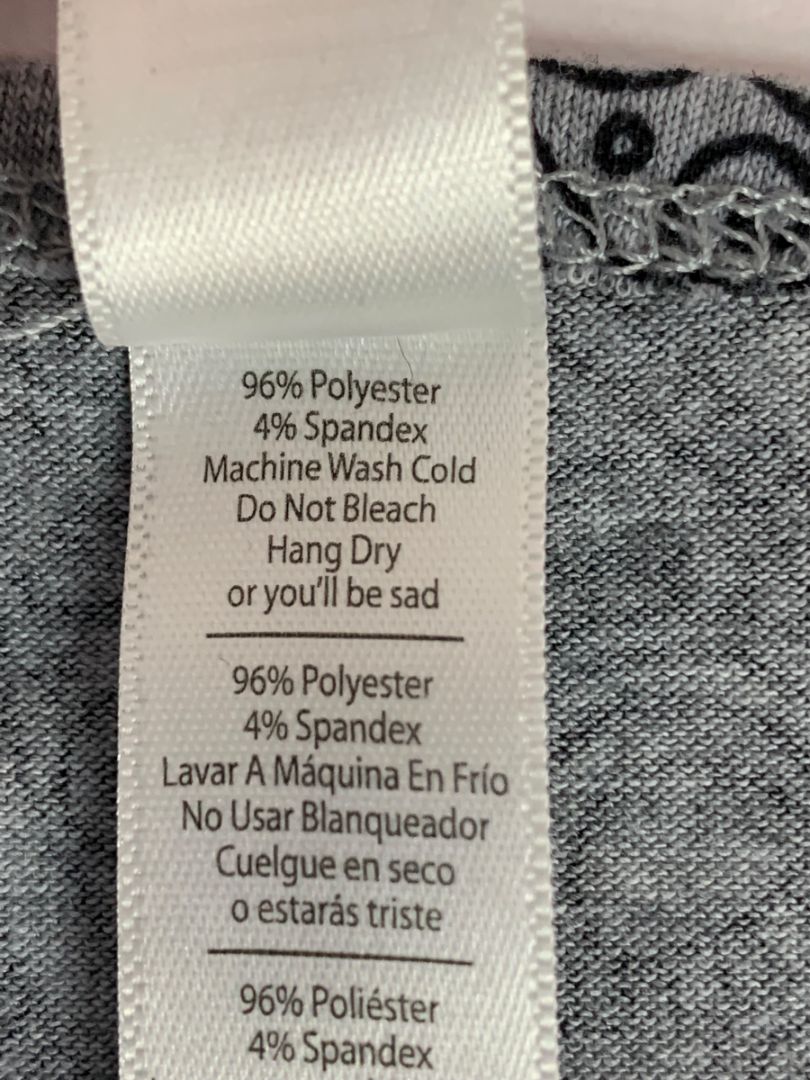 96% Polyester
4% Spandex
Machine Wash Cold
Do Not Bleach
Hang Dry
or you'll be sad
96% Polyester
4% Spandex
Lavar A Máquina En Frío
No Usar Blanqueador
Cuelgue en seco
o estarás triste
96% Poliéster
4% Spandex